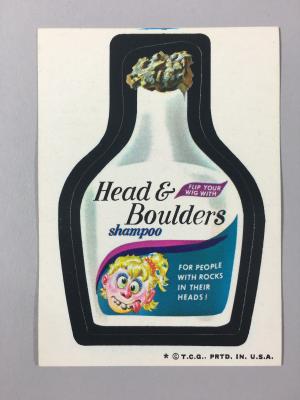 Head &
FLIP YOUR
WIG WITH
Boulders
shampoo
FOR PEOPLE
WITH ROCKS
IN THEIR
HEADS!
* © T.C.G.. PRTD. IN U.S.A.